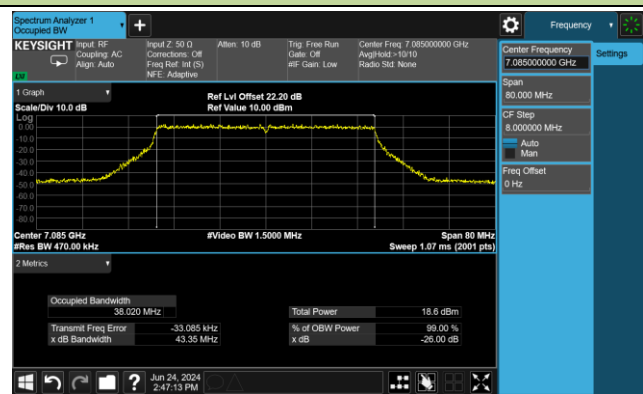 Spectrum Analyzer 1
Occupied BW
Frequency
KEYSIGHT
Input: RF
Coupling: AC
Align: Auto
Input Z: 50 Ω
Corrections: Off
Freq Ref: Int (S)
NFE: Adaptive
Atten: 10 dB
Trig: Free Run
Gate: Off
#IF Gain: Low
Center Freq: 7.085000000 GHz
Avg|Hold:>10/10
Radio Std: None
LV
Center Frequency
7.085000000 GHz
Settings
Span
80.000 MHz
CF Step
8.000000 MHz
Auto
Man
Freq Offset
0 Hz
1 Graph
Scale/Div 10.0 dB
Ref Lvl Offset 22.20 dB
Ref Value 10.00 dBm
Log
0.00
-10.0
-20.0
-30.0
-40.0
-50.0
-60.0
-70.0
-80.0
Center 7.085 GHz
#Video BW 1.5000 MHz
Span 80 MHz
#Res BW 470.00 kHz
Sweep 1.07 ms (2001 pts)
2 Metrics
Occupied Bandwidth
38.020 MHz
Total Power
18.6 dBm
Transmit Freq Error
-33.085 kHz
% of OBW Power
99.00 %
x dB Bandwidth
43.35 MHz
x dB
-26.00 dB
?
Jun 24, 2024
2:47:13 PM